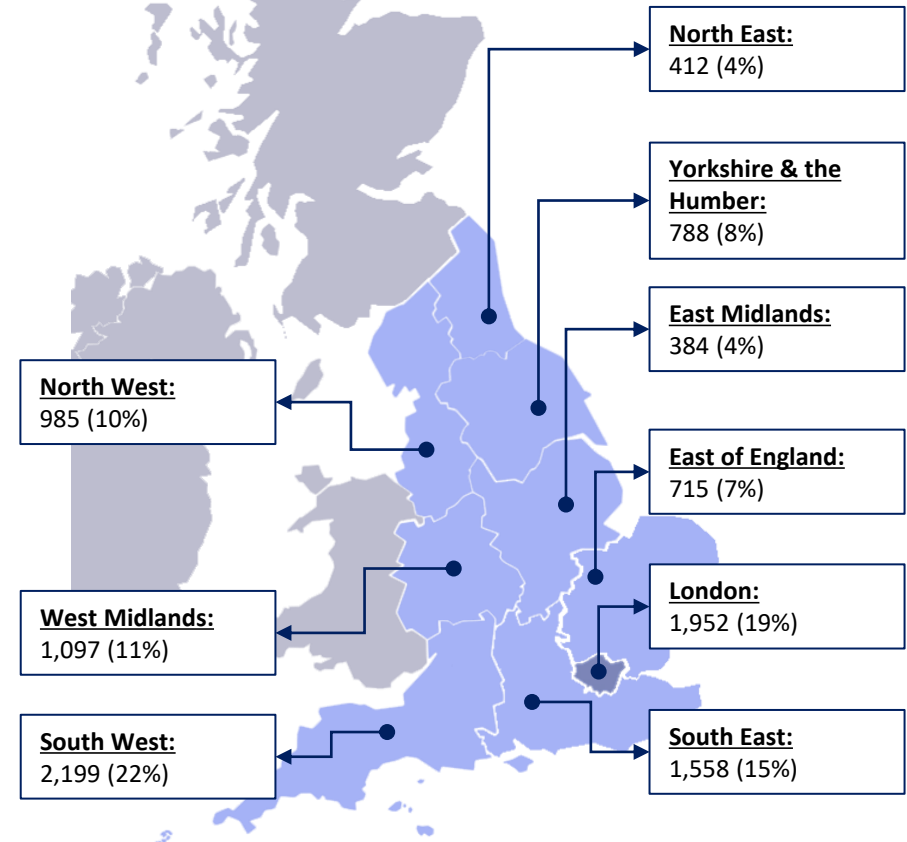 North East:
412 (4%)
Yorkshire & the
Humber:
788 (8%)
East Midlands:
384 (4%)
North West:
985 (10%)
East of England:
715 (7%)
London:
1,952 (19%)
West Midlands:
1,097 (11%)
South West:
2,199 (22%)
South East:
1,558 (15%)